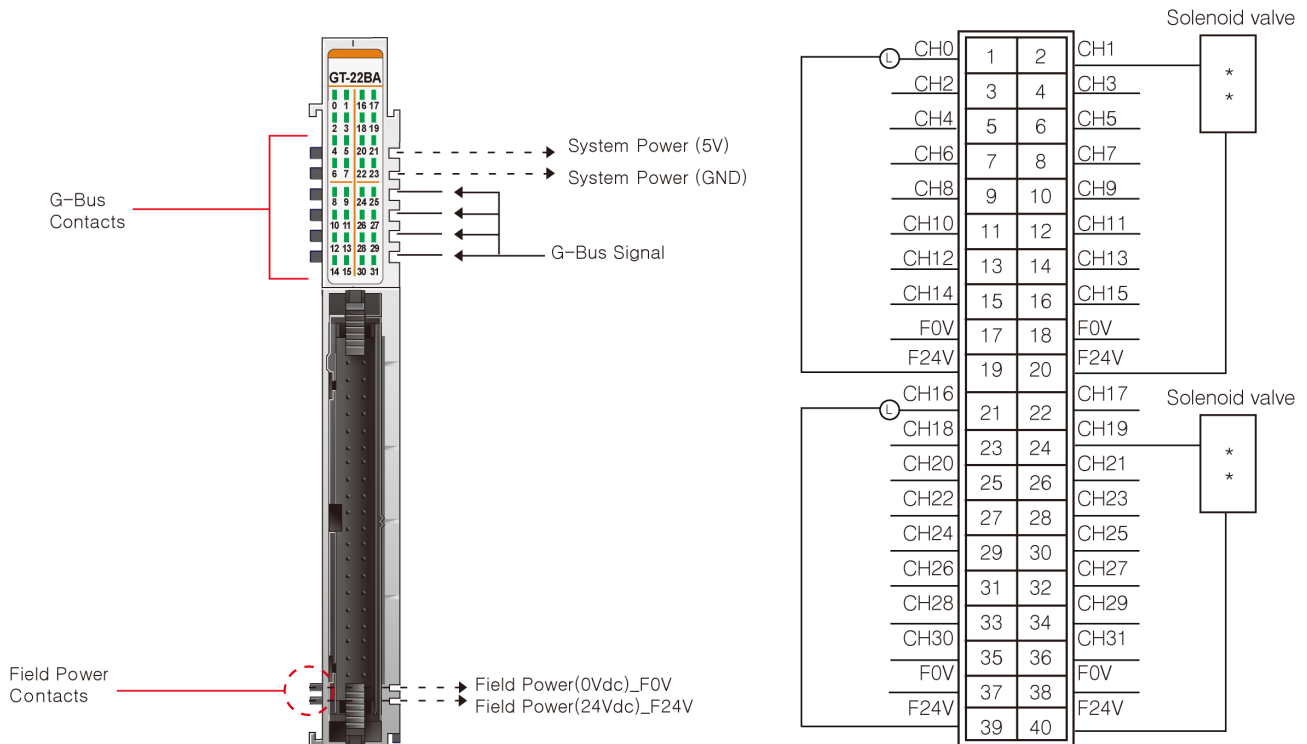 GT-22BA
0 1 16 17
2 3 18 19
4 5 20 21
6 7 22 23
8 9 24 25
10 11 26 27
12 13 28 29
14 15 30 31
G-Bus
Contacts
System Power (5V)
System Power (GND)
G-Bus Signal
Field Power
Contacts
Field Power(0Vdc)_F0V
Field Power(24Vdc)_F24V
Solenoid valve
*
*
L CH0 1 2 CH1
CH2 3 4 CH3
CH4 5 6 CH5
CH6 7 8 CH7
CH8 9 10 CH9
CH10 11 12 CH11
CH12 13 14 CH13
CH14 15 16 CH15
F0V 17 18 F0V
F24V 19 20 F24V
Solenoid valve
*
*
L CH16 21 22 CH17
CH18 23 24 CH19
CH20 25 26 CH21
CH22 27 28 CH23
CH24 29 30 CH25
CH26 31 32 CH27
CH28 33 34 CH29
CH30 35 36 CH31
F0V 37 38 F0V
F24V 39 40 F24V